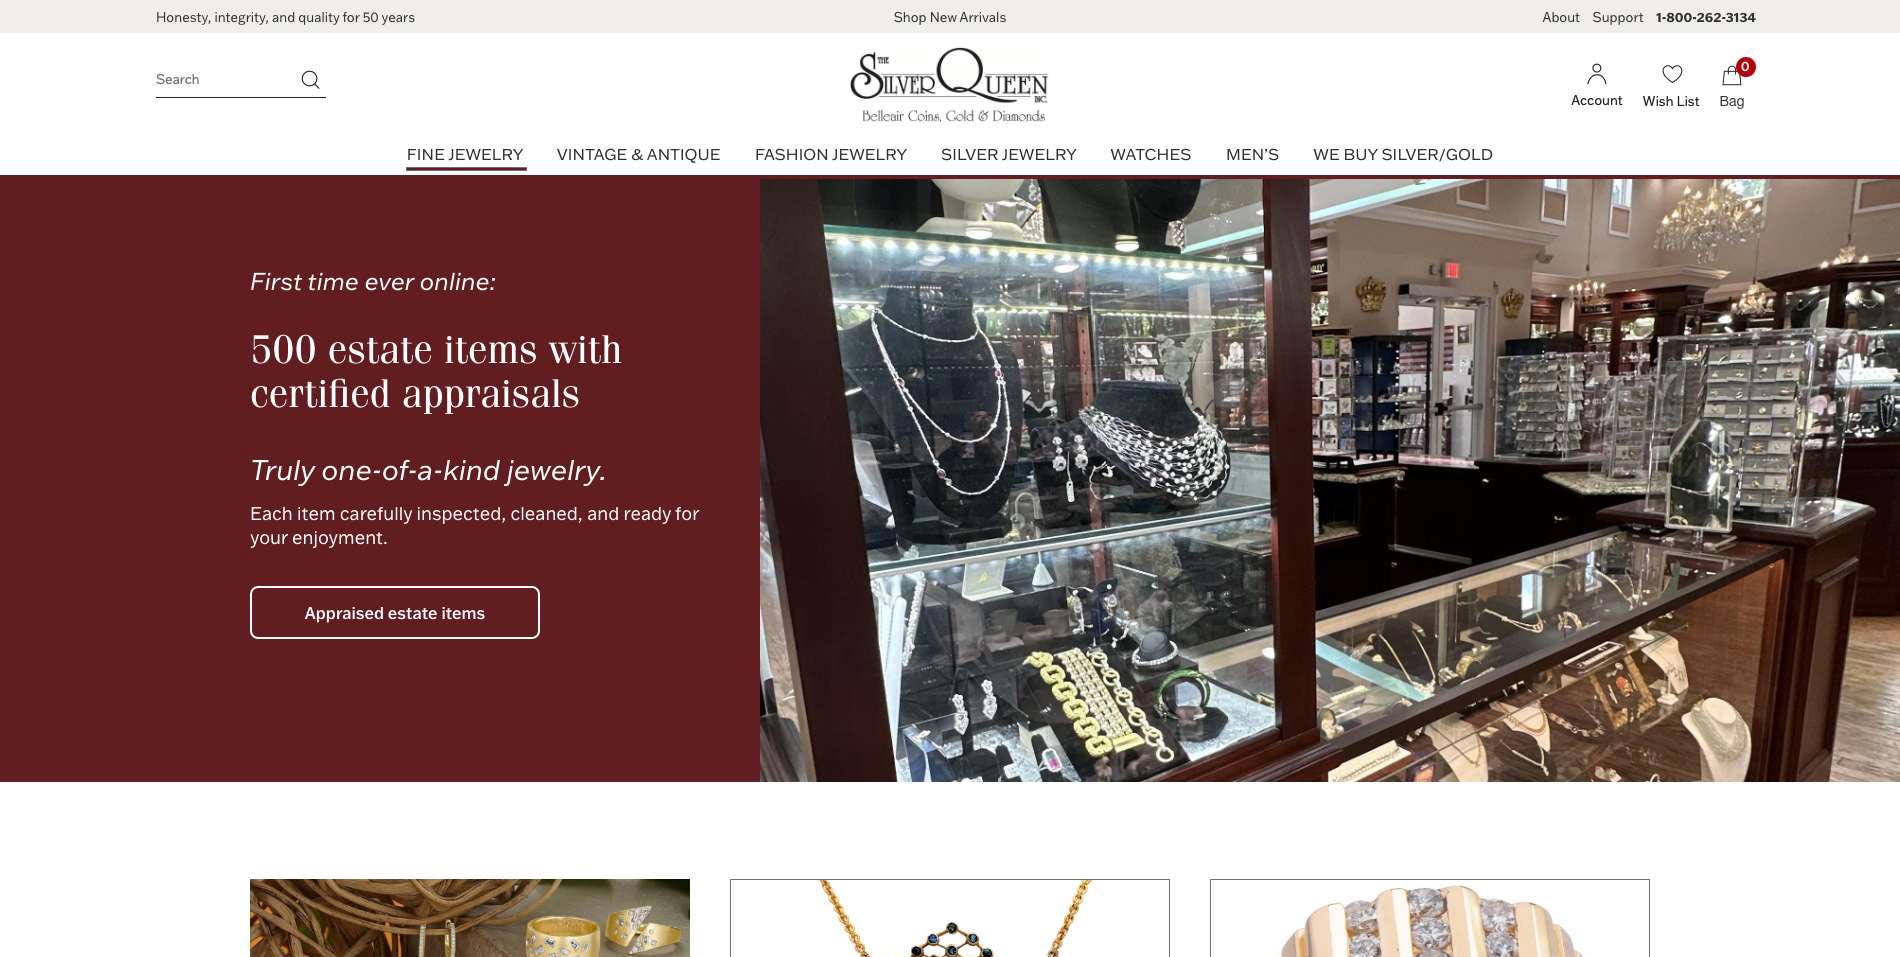 Honesty, integrity, and quality for 50 years
Shop New Arrivals
About Support 1-800-262-3134
Search
THE SILVER QUEEN INC.
Belleair Coins, Gold & Diamonds
Account
Wish List
0
Bag
FINE JEWELRY VINTAGE & ANTIQUE FASHION JEWELRY SILVER JEWELRY WATCHES MEN'S WE BUY SILVER/GOLD
First time ever online:
500 estate items with
certified appraisals
Truly one-of-a-kind jewelry.
Each item carefully inspected, cleaned, and ready for
your enjoyment.
Appraised estate items